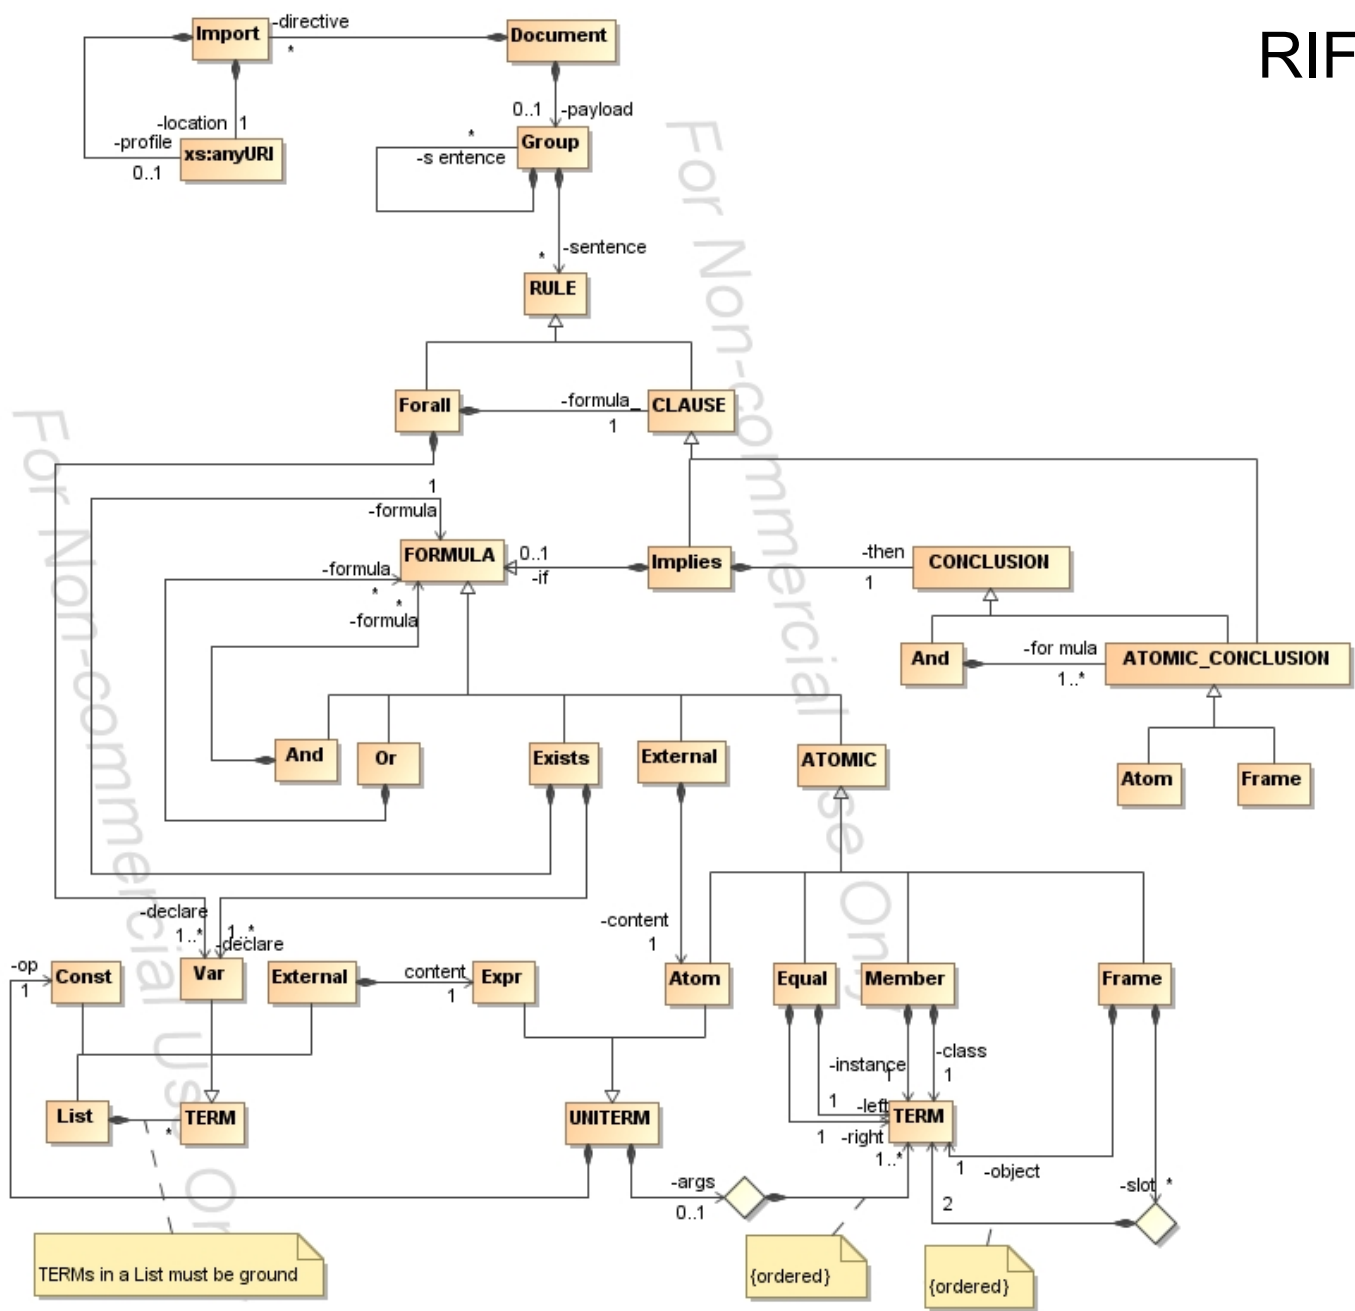 RIF
Import
-directive
*
Document
-location
1
-profile
0..1
xs:anyURI
0..1
-payload
Group
*
-s entence
-sentence
*
RULE
Forall
-formula_
1
CLAUSE
1
-formula
FORMULA
0..1
-if
Implies
-then
1
CONCLUSION
-formula
*
*
-formula
And
-for mula
1..*
ATOMIC_CONCLUSION
And
Or
Exists
External
ATOMIC
Atom
Frame
-declare
1..*
1..*
-declare
-content
1
-op
1
Const
Var
External
content
1
Expr
Atom
Equal
Member
Frame
-instance
1
-class
1
List
*
TERM
UNITERM
1
-left
TERM
1
-right
1..*
1
-object
-args
0..1
2
-slot
*
TERMs in a List must be ground
{ordered}
{ordered}
For Non-commercial Use Only
For Non-commercial Use On